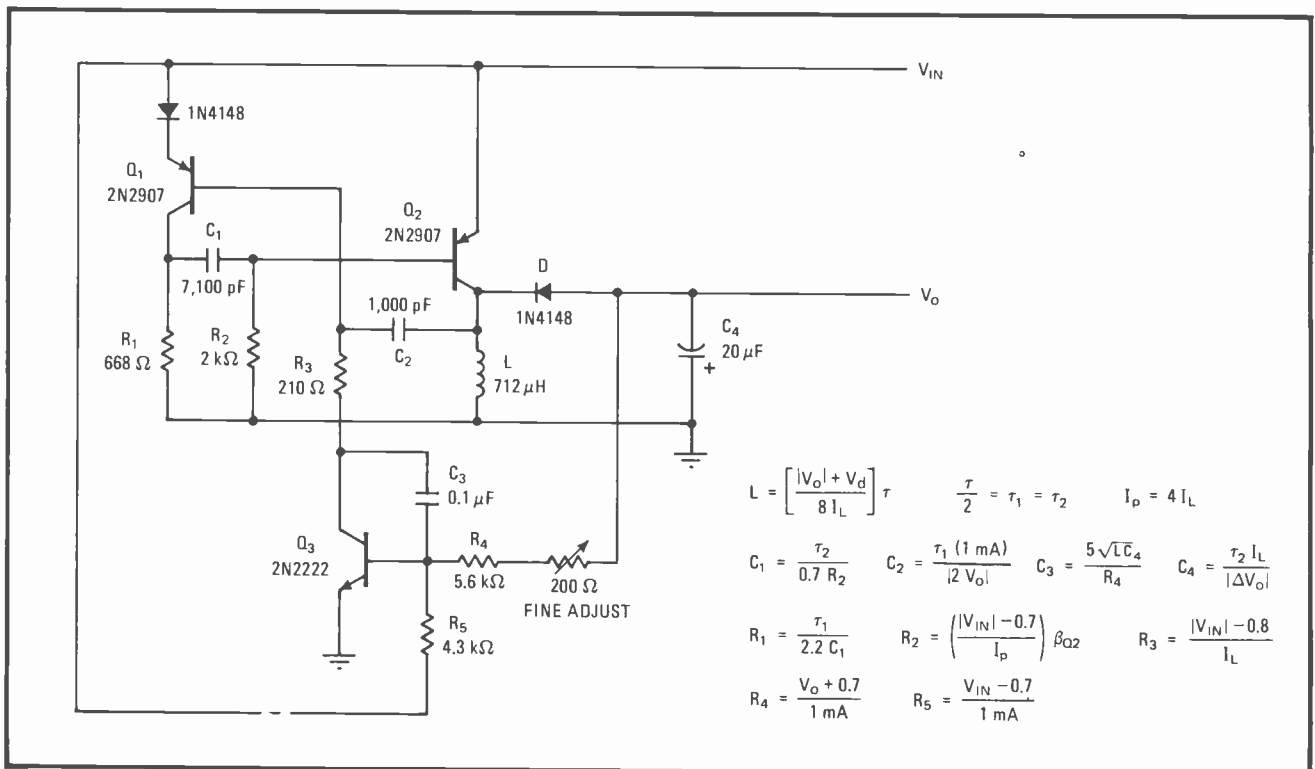 V_IN
1N4148
Q₁
2N2907
C₁
7,100 pF
Q₂
2N2907
D
1N4148
V_o
1,000 pF
C₂
C₄
20 µF
+
R₁
668 Ω
R₂
2 kΩ
R₃
210 Ω
L
712 µH
C₃
0.1 µF
Q₃
2N2222
R₄
5.6 kΩ
200 Ω
FINE ADJUST
R₅
4.3 kΩ
L = [(|V_o| + V_d) / (8 I_L)] τ    τ/2 = τ₁ = τ₂    I_p = 4 I_L
C₁ = τ₂ / (0.7 R₂)    C₂ = τ₁ (1 mA) / |2 V_o|    C₃ = 5 √(LC₄) / R₄    C₄ = τ₂ I_L / |ΔV_o|
R₁ = τ₁ / (2.2 C₁)    R₂ = ((|V_IN| − 0.7) / I_p) β_Q2    R₃ = (|V_IN| − 0.8) / I_L
R₄ = (V_o + 0.7) / (1 mA)    R₅ = (V_IN − 0.7) / (1 mA)